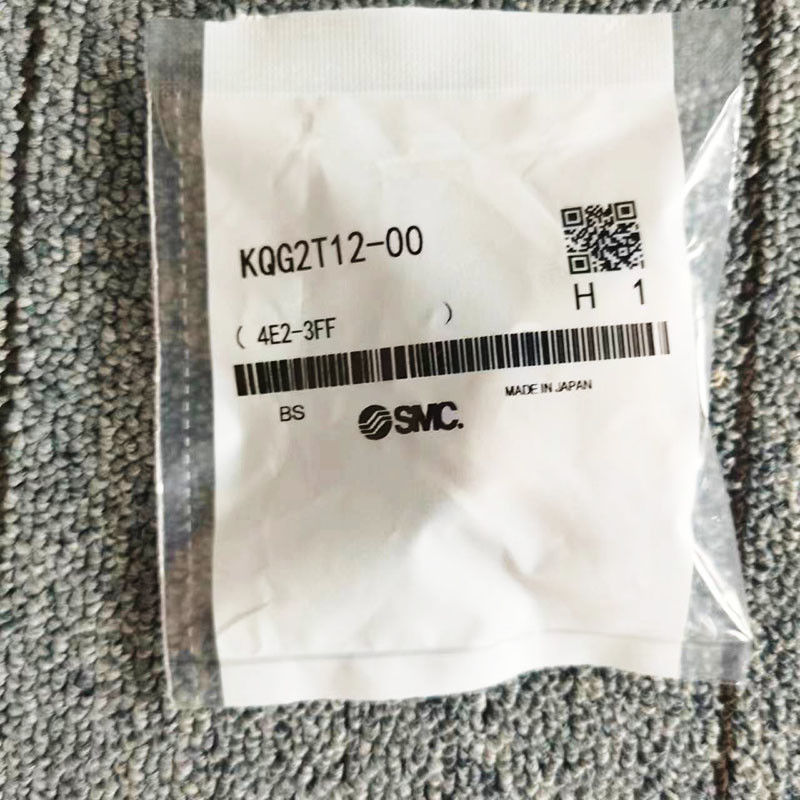 KQG2T12-00
H 1
( 4E2-3FF )
BS
SMC.
MADE IN JAPAN